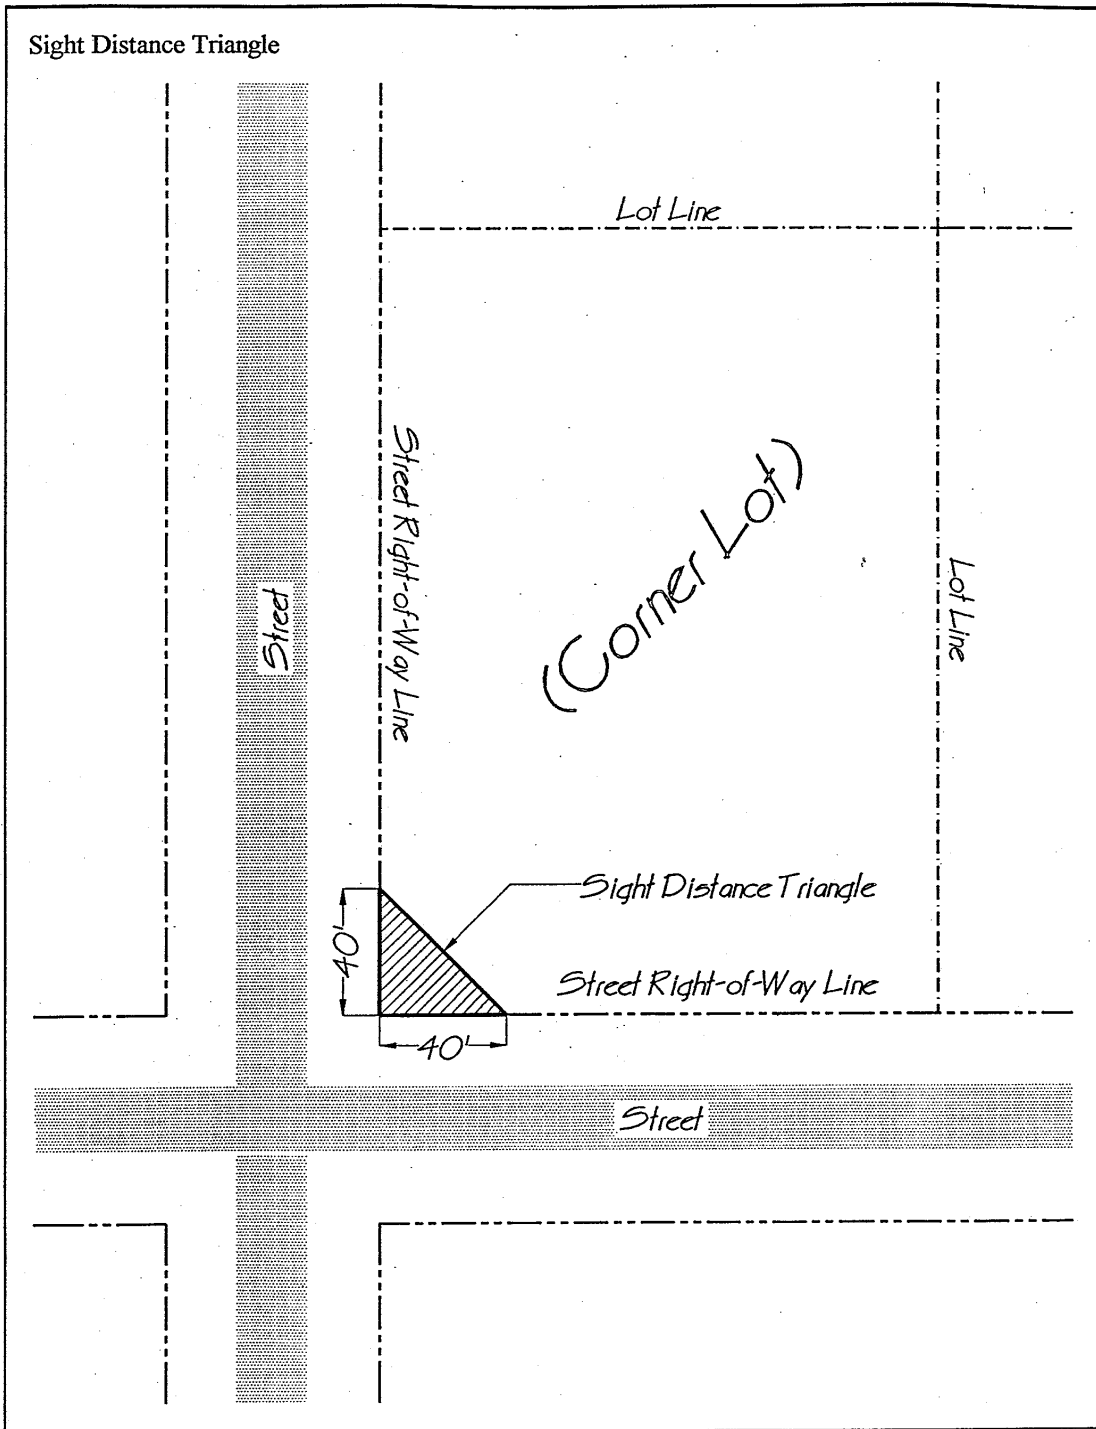 Sight Distance Triangle
Lot Line
Street Right-of-Way Line
(Corner Lot)
Lot Line
Street
Sight Distance Triangle
40'
Street Right-of-Way Line
40'
Street